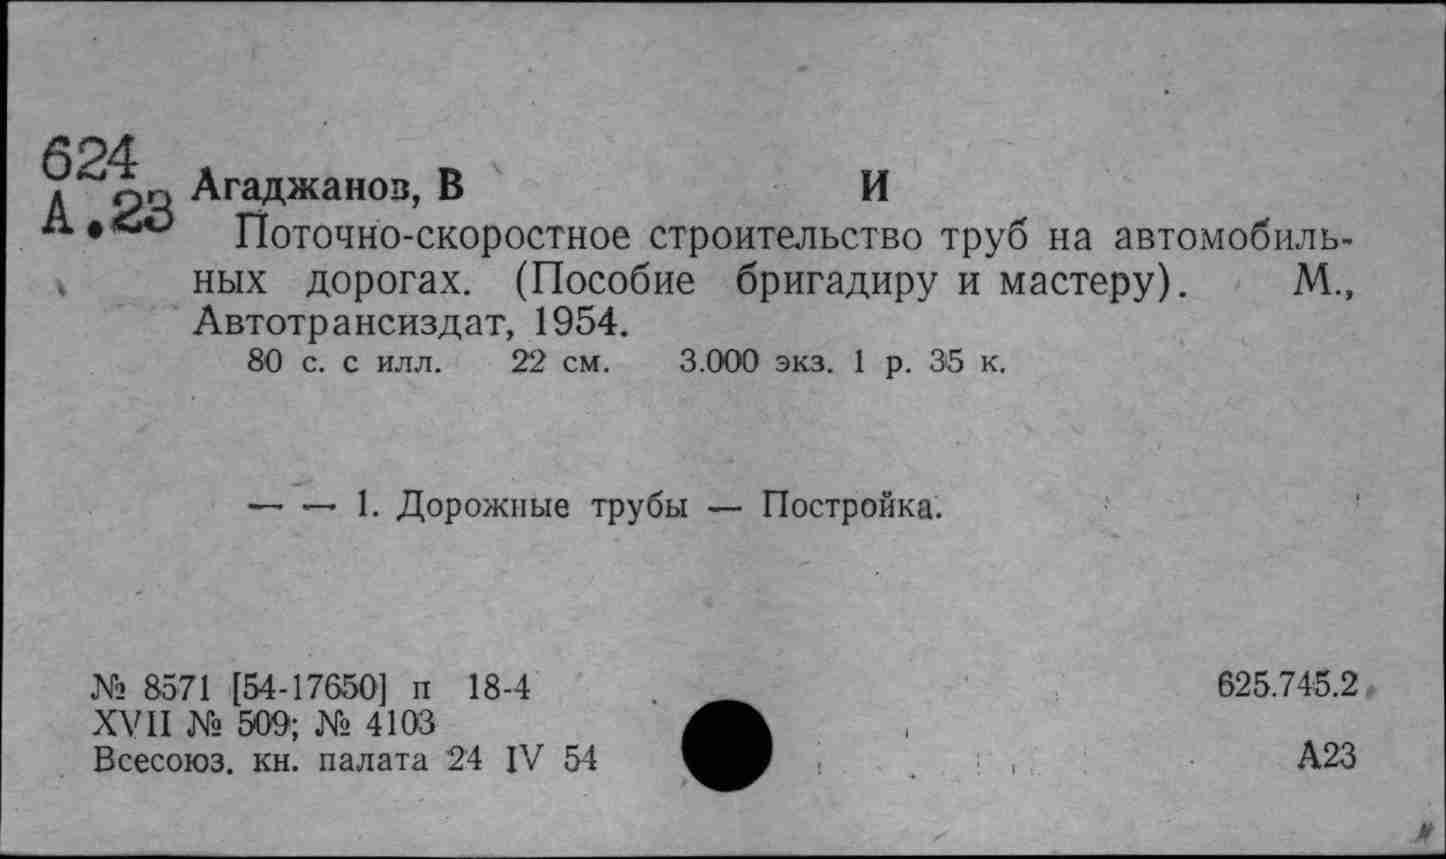 624
А.23
Агаджанов, В И
Поточно-скоростное строительство труб на автомобиль-
ных дорогах. (Пособие бригадиру и мастеру). М.,
Автотрансиздат, 1954.
80 с. с илл. 22 см. 3.000 экз. 1 р. 35 к.
— — 1. Дорожные трубы — Постройка.
№ 8571 [54-17650] п 18-4
XVII № 509; № 4103
Всесоюз. кн. палата 24 IV 54
625.745.2
А23